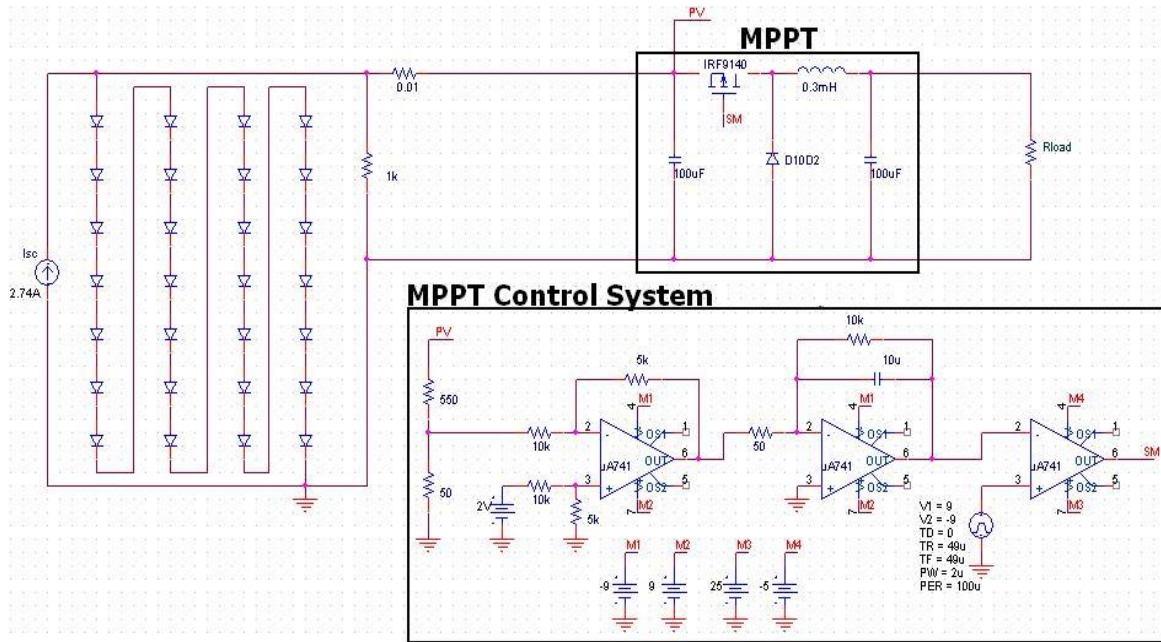 PV
MPPT
IRF9140
0.01
0.3mH
SM
Rload
1k
100uF
D10D2
100uF
Isc
2.74A
MPPT Control System
PV
10k
5k
10u
550
4 M1
4 M1
4 M4
2 - OS1 1
50
2 - OS1 1
2 - OS1 1
10k
uA741
OUT 6
uA741
OUT 6
uA741
OUT 6
SM
50
2V
10k
3 + OS2 5
3 + OS2 5
3 + OS2 5
5k
7 M2
7 M2
7 M3
V1 = 9
V2 = -9
TD = 0
TR = 49u
TF = 49u
PW = 2u
PER = 100u
M1
M2
M3
M4
-9
9
25
-5